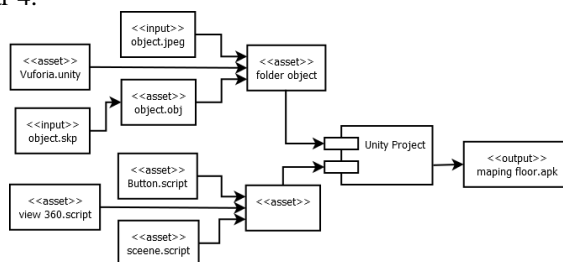 <<input>>
object.jpeg
<<asset>>
Vuforia.unity
<<asset>>
folder object
<<asset>>
object.obj
<<input>>
object.skp
Unity Project
<<output>>
maping floor.apk
<<asset>>
Button.script
<<asset>>
view 360.script
<<asset>>
<<asset>>
sceene.script